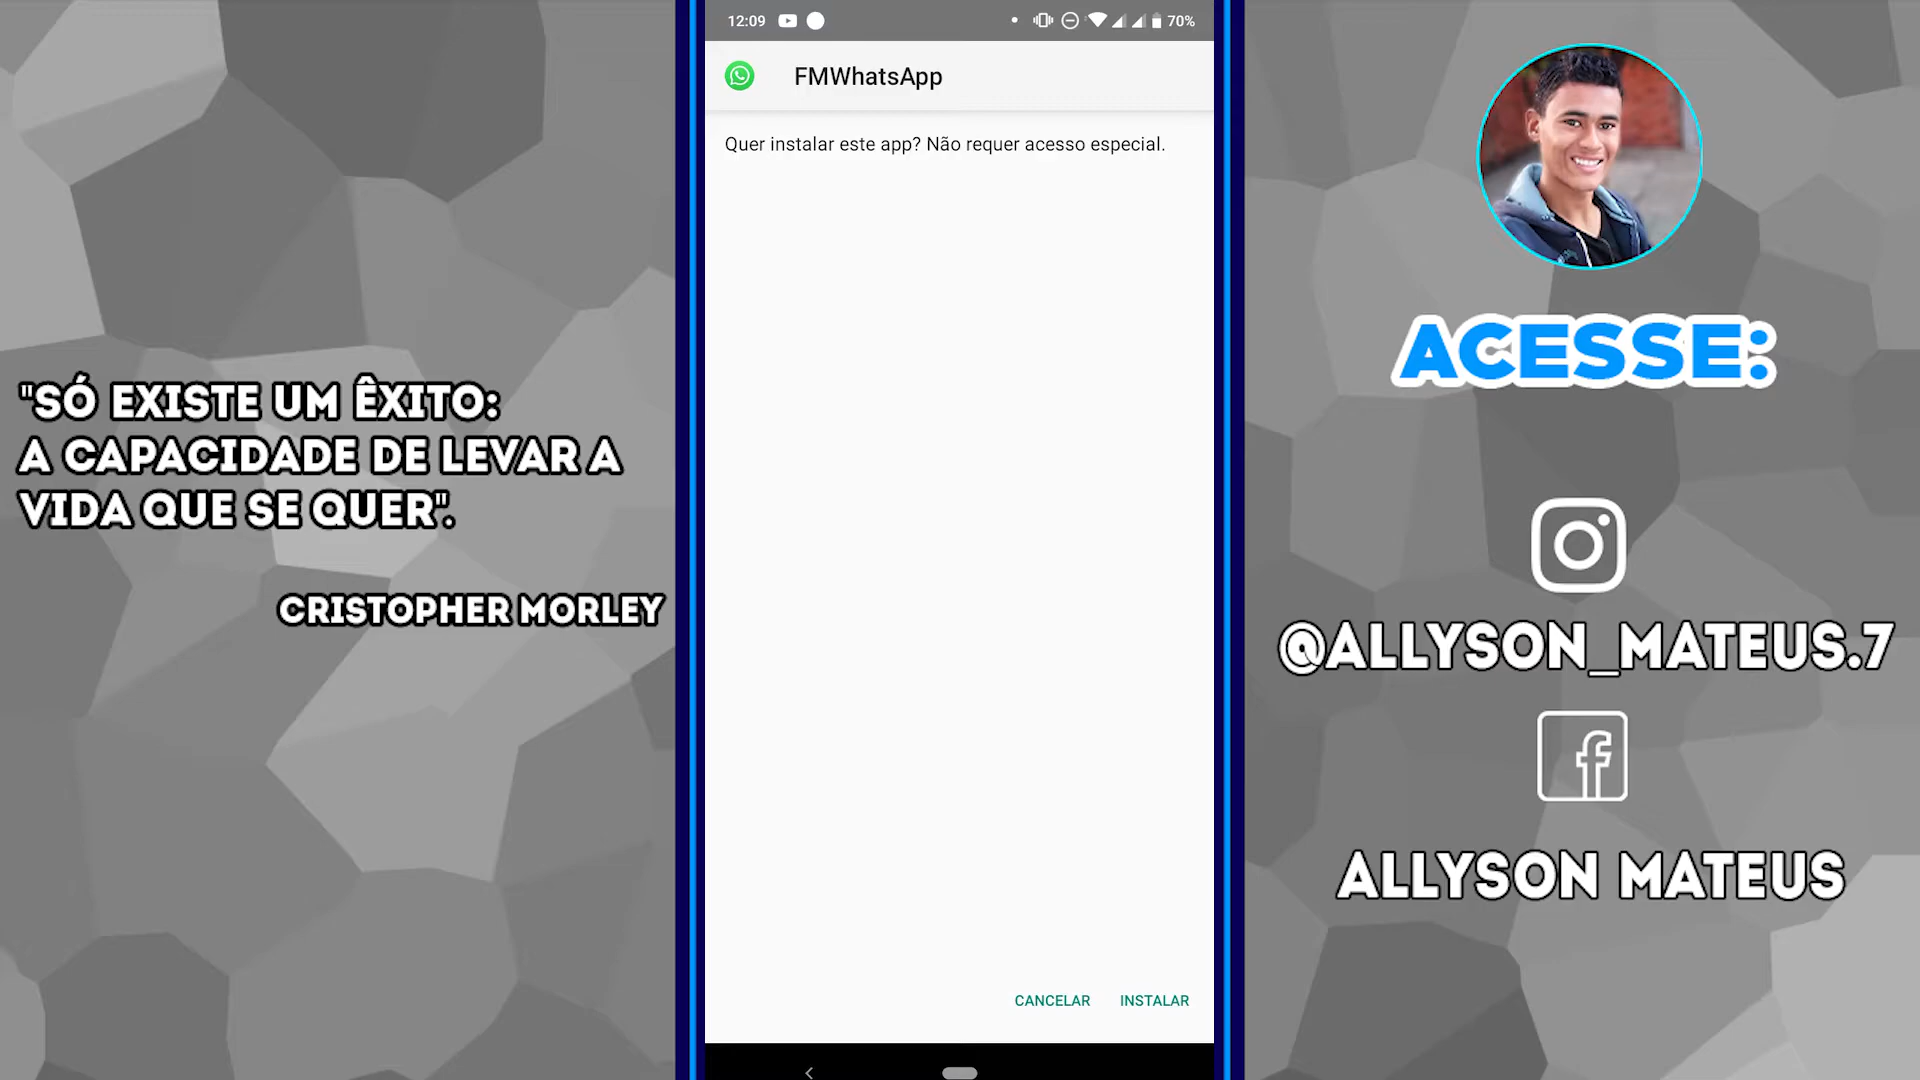 12:09
70%
FMWhatsApp
Quer instalar este app? Não requer acesso especial.
CANCELAR INSTALAR
"SÓ EXISTE UM ÊXITO:
A CAPACIDADE DE LEVAR A
VIDA QUE SE QUER".
CRISTOPHER MORLEY
ACESSE:
@ALLYSON_MATEUS.7
ALLYSON MATEUS